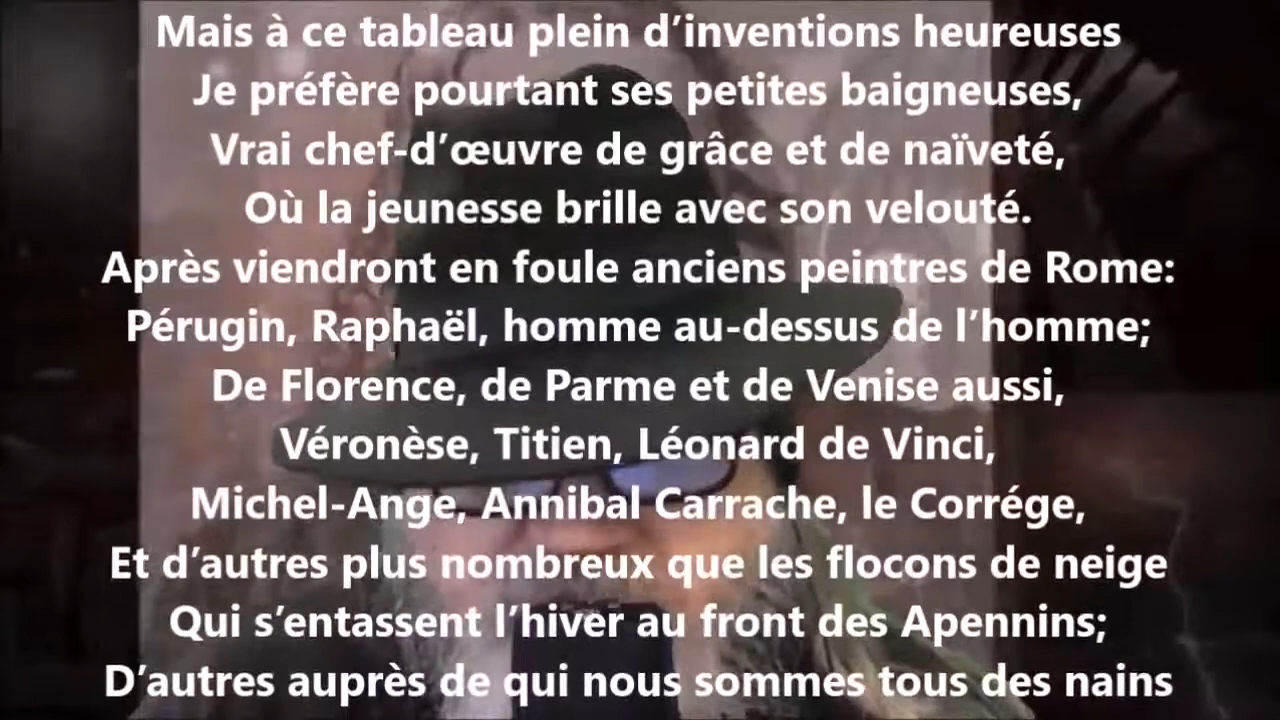 Mais à ce tableau plein d’inventions heureuses
Je préfère pourtant ses petites baigneuses,
Vrai chef-d’œuvre de grâce et de naïveté,
Où la jeunesse brille avec son velouté.
Après viendront en foule anciens peintres de Rome:
Pérugin, Raphaël, homme au-dessus de l’homme;
De Florence, de Parme et de Venise aussi,
Véronèse, Titien, Léonard de Vinci,
Michel-Ange, Annibal Carrache, le Corrége,
Et d’autres plus nombreux que les flocons de neige
Qui s’entassent l’hiver au front des Apennins;
D’autres auprès de qui nous sommes tous des nains